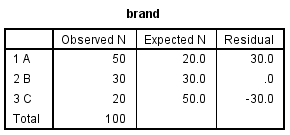 brand
Observed N Expected N Residual
1 A 50 20.0 30.0
2 B 30 30.0 .0
3 C 20 50.0 -30.0
Total 100